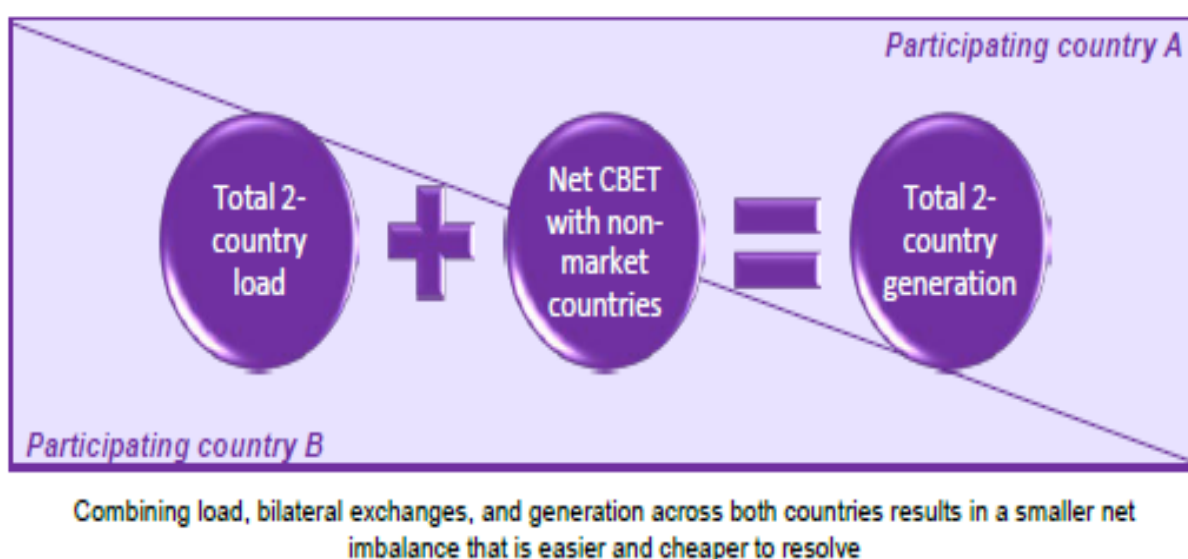 Participating country A
Total 2-
country
load
Net CBET
with non-
market
countries
Total 2-
country
generation
Participating country B
Combining load, bilateral exchanges, and generation across both countries results in a smaller net
imbalance that is easier and cheaper to resolve